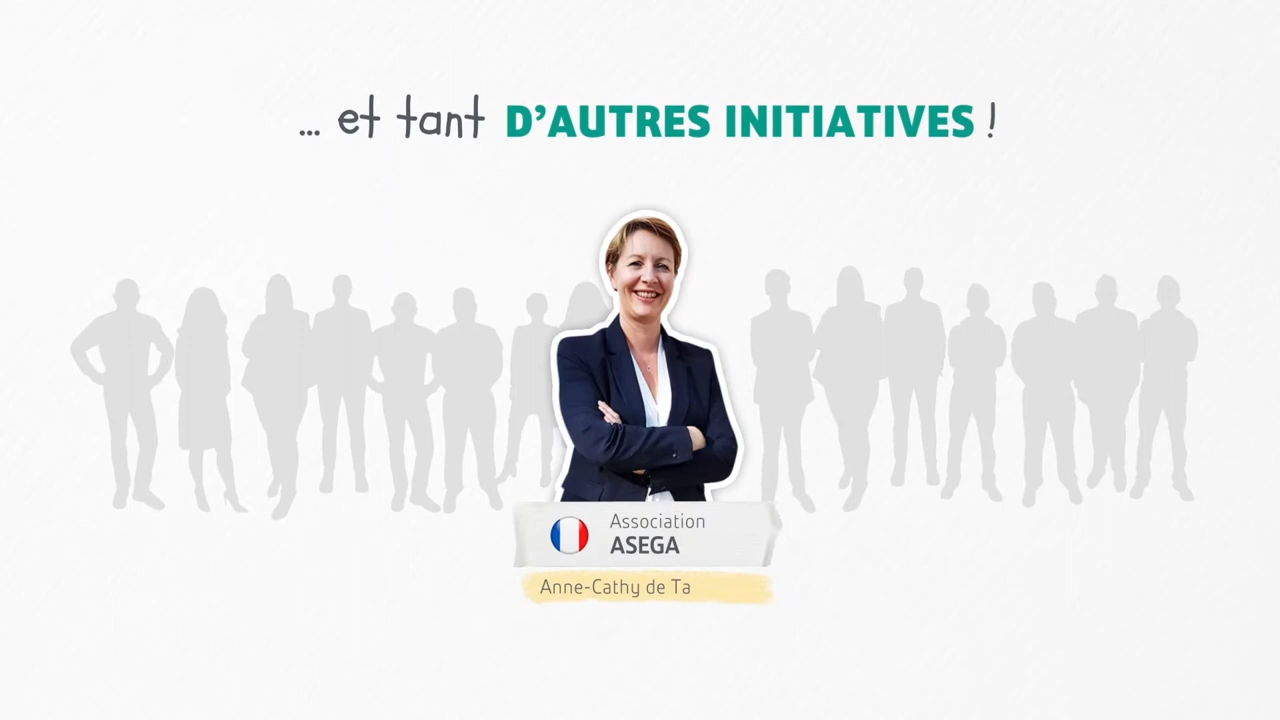 ... et tant D'AUTRES INITIATIVES !
Association
ASEGA
Anne-Cathy de Ta